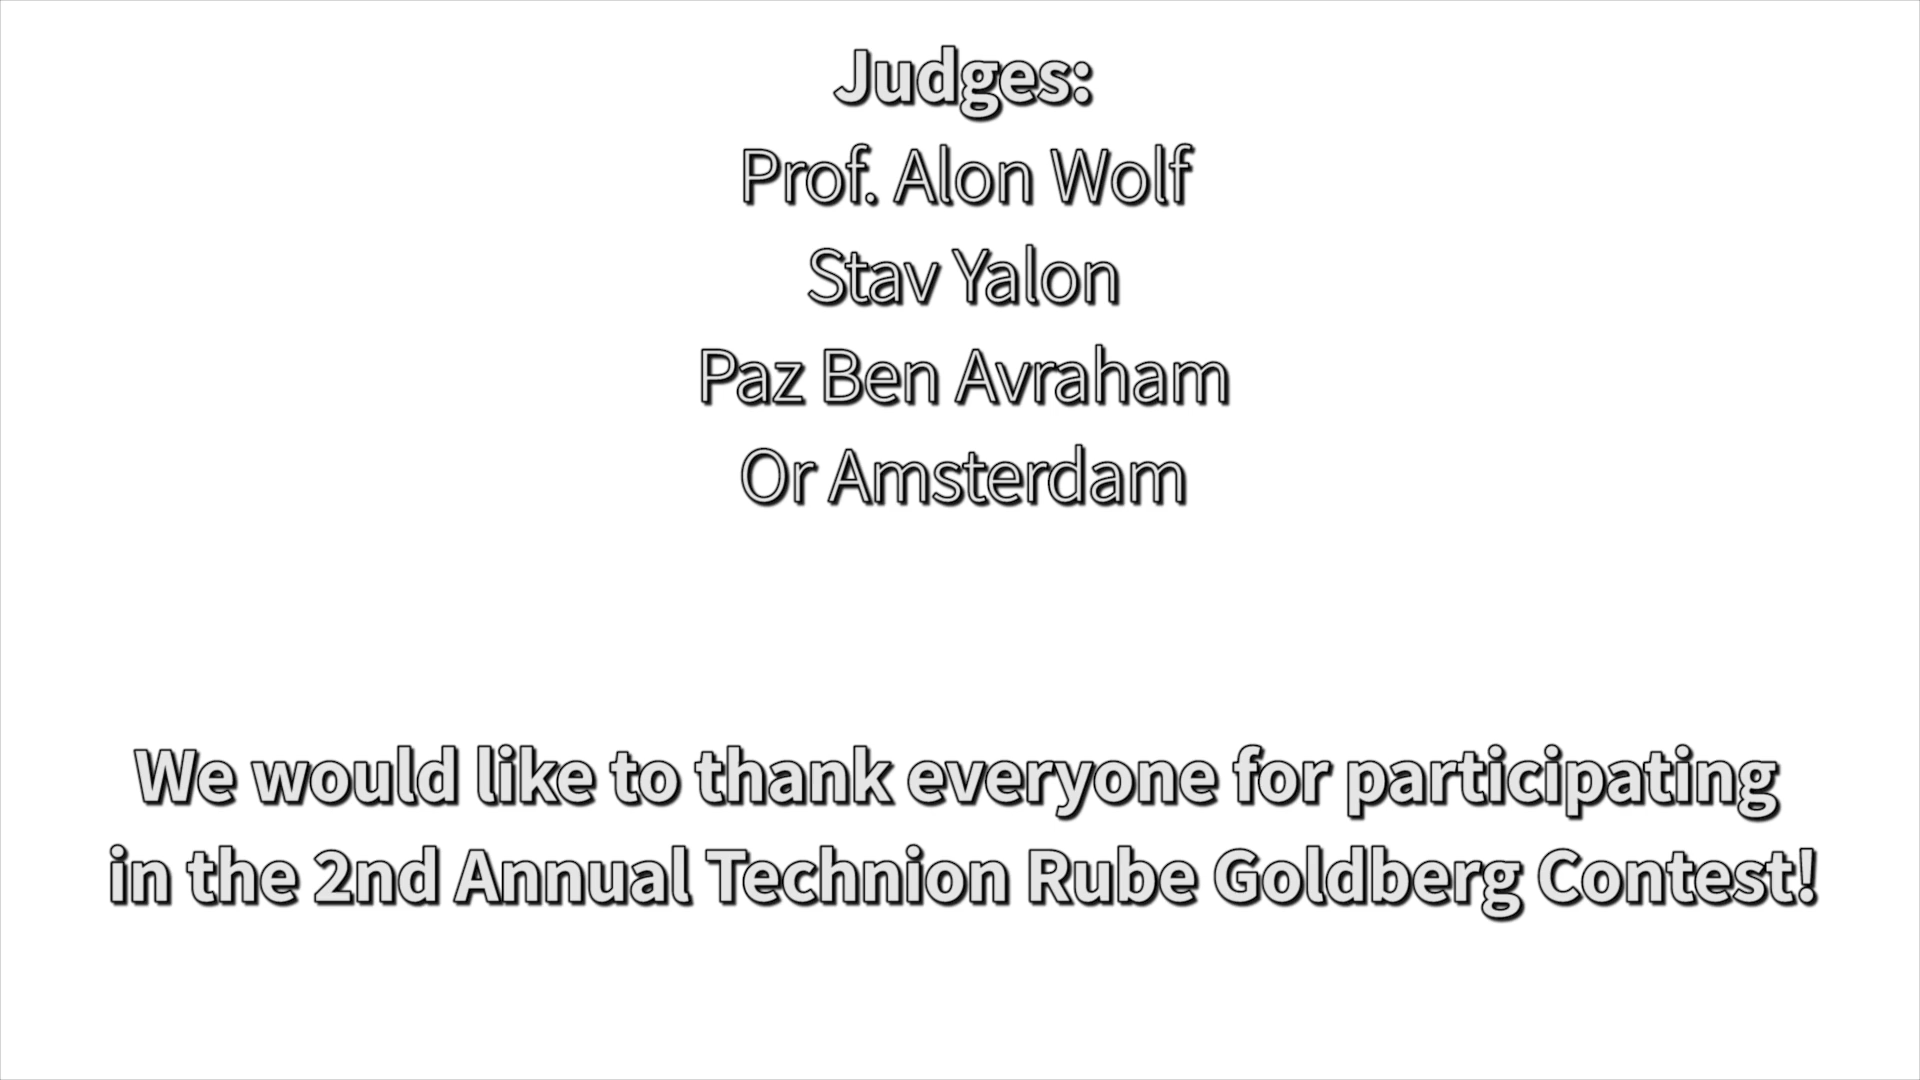 Judges:
Prof. Alon Wolf
Stav Yalon
Paz Ben Avraham
Or Amsterdam
We would like to thank everyone for participating
in the 2nd Annual Technion Rube Goldberg Contest!